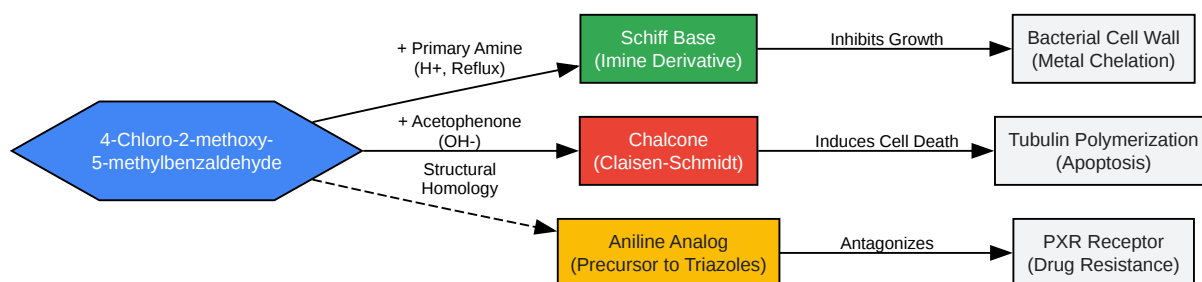 4-Chloro-2-methoxy-
5-methylbenzaldehyde
+ Primary Amine
(H+, Reflux)
Schiff Base
(Imine Derivative)
Inhibits Growth
Bacterial Cell Wall
(Metal Chelation)
+ Acetophenone
(OH-)
Chalcone
(Claisen-Schmidt)
Induces Cell Death
Tubulin Polymerization
(Apoptosis)
Structural
Homology
Aniline Analog
(Precursor to Triazoles)
Antagonizes
PXR Receptor
(Drug Resistance)